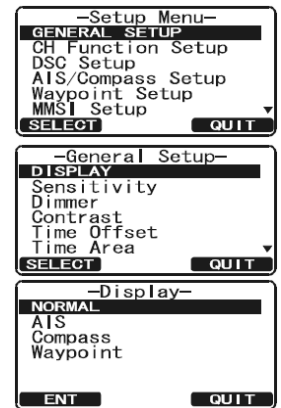 —Setup Menu—
GENERAL SETUP
CH Function Setup
DSC Setup
AIS/Compass Setup
Waypoint Setup
MMSI Setup
SELECT QUIT
—General Setup—
DISPLAY
Sensitivity
Dimmer
Contrast
Time Offset
Time Area
SELECT QUIT
—Display—
NORMAL
AIS
Compass
Waypoint
ENT QUIT